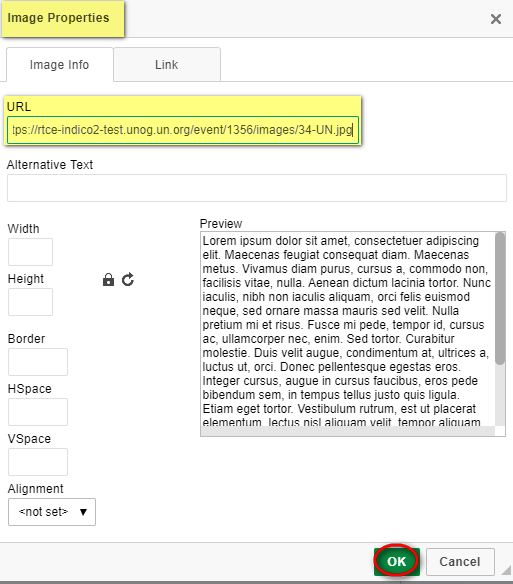 Image Properties
Image Info
Link
URL
tps://rtce-indico2-test.unog.un.org/event/1356/images/34-UN.jpg
Alternative Text
Width
Height
Border
HSpace
VSpace
Alignment
<not set>
Preview
Lorem ipsum dolor sit amet, consectetuer adipiscing
elit. Maecenas feugiat consequat diam. Maecenas
metus. Vivamus diam purus, cursus a, commodo non,
facilisis vitae, nulla. Aenean dictum lacinia tortor. Nunc
iaculis, nibh non iaculis aliquam, orci felis euismod
neque, sed ornare massa mauris sed velit. Nulla
pretium mi et risus. Fusce mi pede, tempor id, cursus
ac, ullamcorper nec, enim. Sed tortor. Curabitur
molestie. Duis velit augue, condimentum at, ultrices a,
luctus ut, orci. Donec pellentesque egestas eros.
Integer cursus, augue in cursus faucibus, eros pede
bibendum sem, in tempus tellus justo quis ligula.
Etiam eget tortor. Vestibulum rutrum, est ut placerat
elementum, lectus nisl aliquam velit, tempor aliquam
OK
Cancel